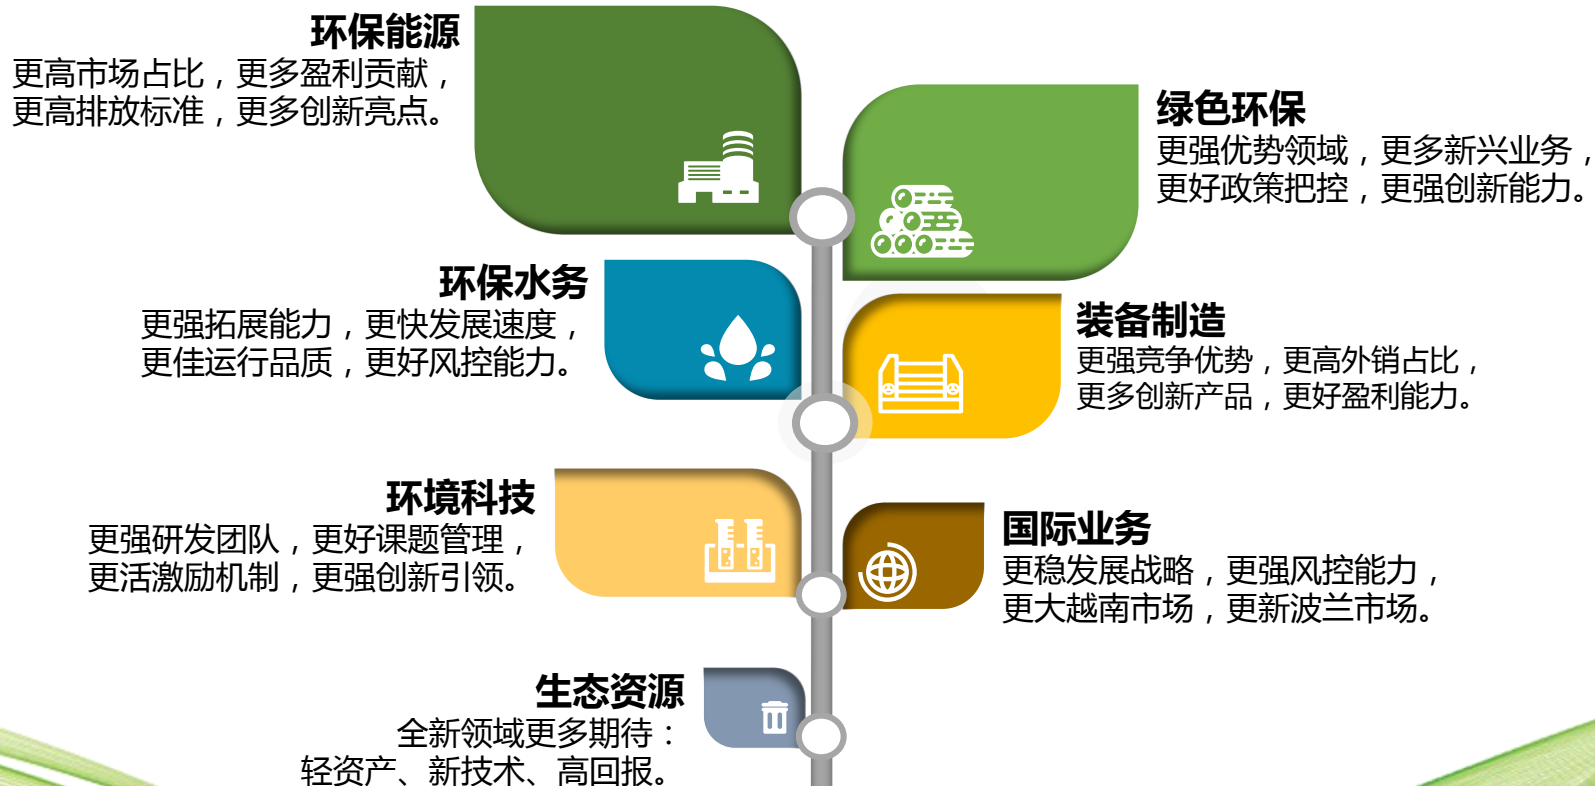 环保能源
更高市场占比，更多盈利贡献，
更高排放标准，更多创新亮点。
绿色环保
更强优势领域，更多新兴业务，
更好政策把控，更强创新能力。
环保水务
更强拓展能力，更快发展速度，
更佳运行品质，更好风控能力。
装备制造
更强竞争优势，更高外销占比，
更多创新产品，更好盈利能力。
环境科技
更强研发团队，更好课题管理，
更活激励机制，更强创新引领。
国际业务
更稳发展战略，更强风控能力，
更大越南市场，更新波兰市场。
生态资源
全新领域更多期待：
轻资产、新技术、高回报。